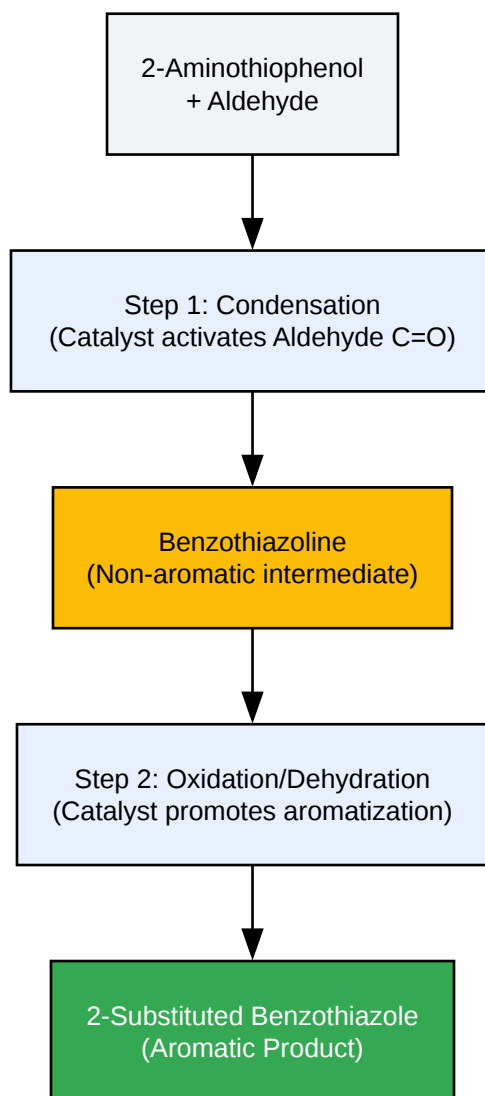 2-Aminothiophenol
+ Aldehyde
Step 1: Condensation
(Catalyst activates Aldehyde C=O)
Benzothiazoline
(Non-aromatic intermediate)
Step 2: Oxidation/Dehydration
(Catalyst promotes aromatization)
2-Substituted Benzothiazole
(Aromatic Product)